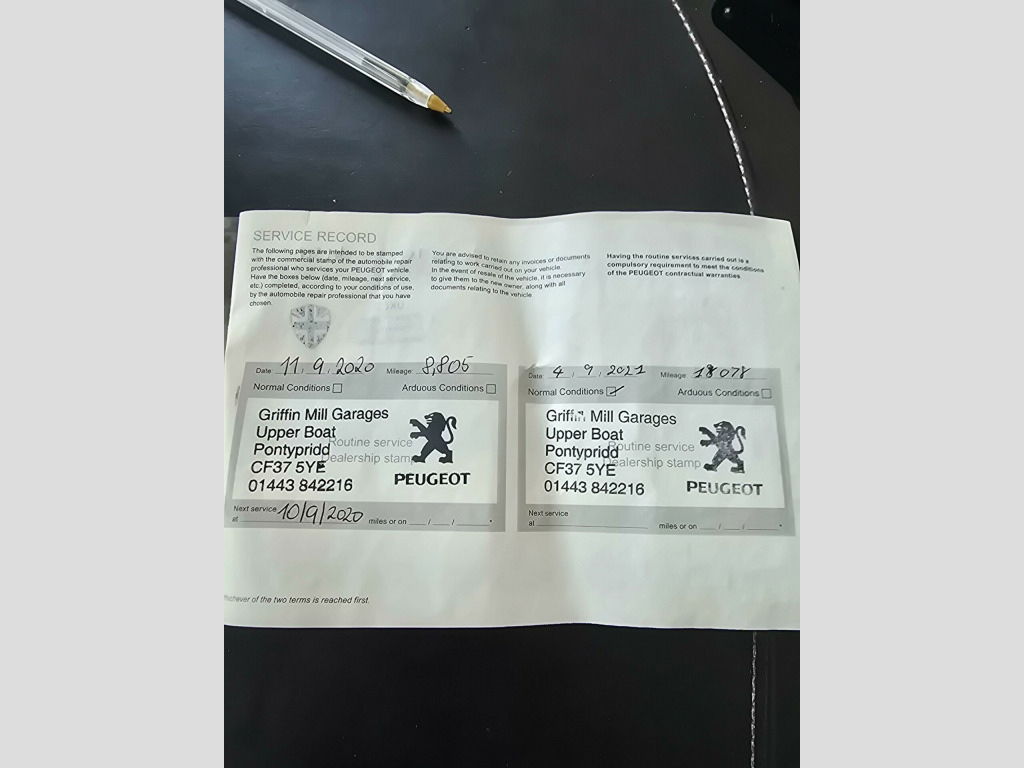 SERVICE RECORD
The following pages are intended to be stamped
with the commercial stamp of the automobile repair
professional who services your PEUGEOT vehicle.
Have the boxes below (date, mileage, next service,
etc.) completed, according to your conditions of use,
by the automobile repair professional that you have
chosen.
You are advised to retain any invoices or documents
relating to work carried out on your vehicle.
In the event of resale of the vehicle, it is necessary
to give them to the new owner, along with all
documents relating to the vehicle.
Having the routine services carried out is a
compulsory requirement to meet the conditions
of the PEUGEOT contractual warranties
Date: 11, 9, 2020 Mileage: 8,805
Normal Conditions Arduous Conditions
Griffin Mill Garages
Upper Boat
Routine service
Pontypridd
Dealership stamp
CF37 5YE
01443 842216
PEUGEOT
Next service
at 10/9/2020 miles or on __/__/__.*
Date: 4, 9, 2021 Mileage: 18078
Normal Conditions Arduous Conditions
Griffin Mill Garages
Upper Boat
Routine service
Pontypridd
Dealership stamp
CF37 5YE
01443 842216
PEUGEOT
Next service
at miles or on __/__/__.*
of the two terms is reached first.